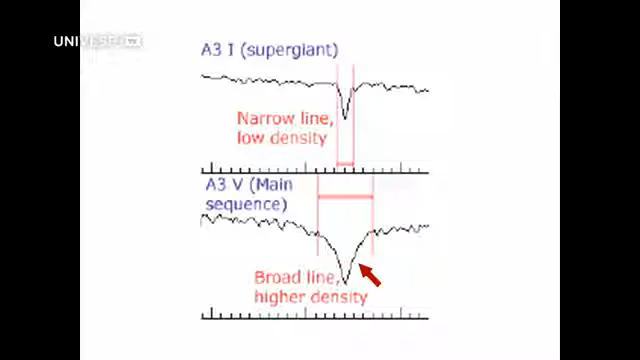 A3 I (supergiant)
Narrow line,
low density
A3 V (Main
sequence)
Broad line,
higher density